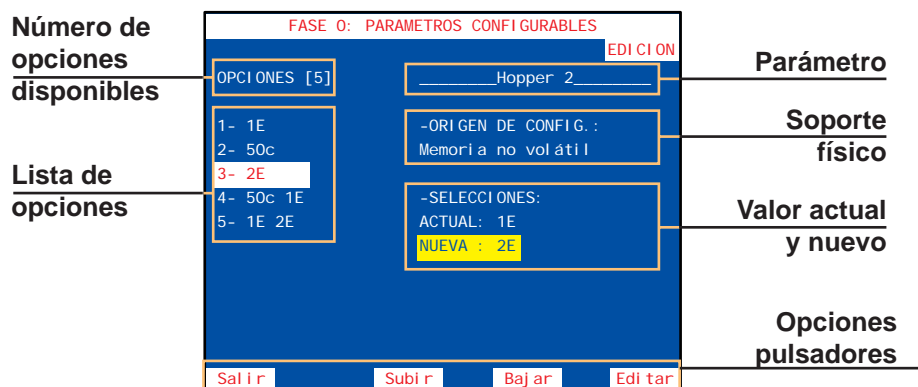 Número de
opciones
disponibles
Lista de
opciones
FASE 0: PARAMETROS CONFIGURABLES
EDICION
OPCIONES [5]
________Hopper 2________
1- 1E
2- 50c
3- 2E
4- 50c 1E
5- 1E 2E
-ORIGEN DE CONFIG.:
Memoria no volátil
-SELECCIONES:
ACTUAL: 1E
NUEVA : 2E
Salir Subir Bajar Editar
Parámetro
Soporte
físico
Valor actual
y nuevo
Opciones
pulsadores